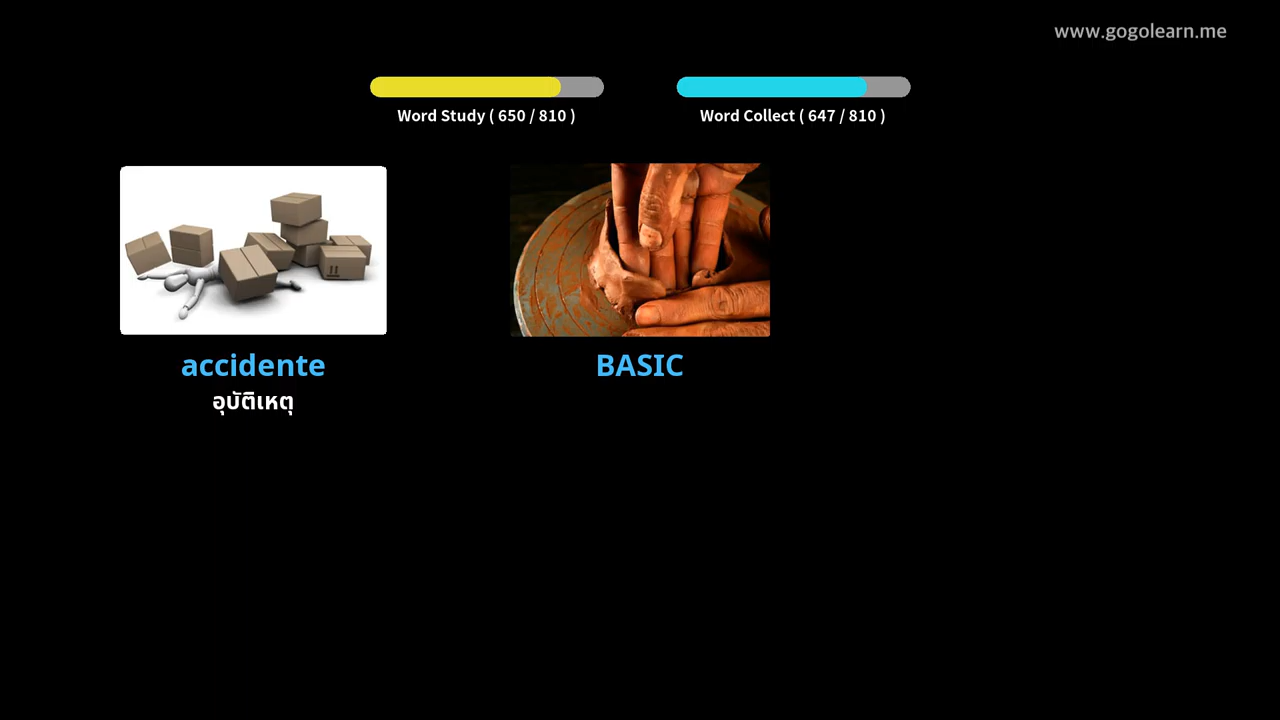 www.gogolearn.me
Word Study ( 650 / 810 )
Word Collect ( 647 / 810 )
accidente
อุบัติเหตุ
BASIC